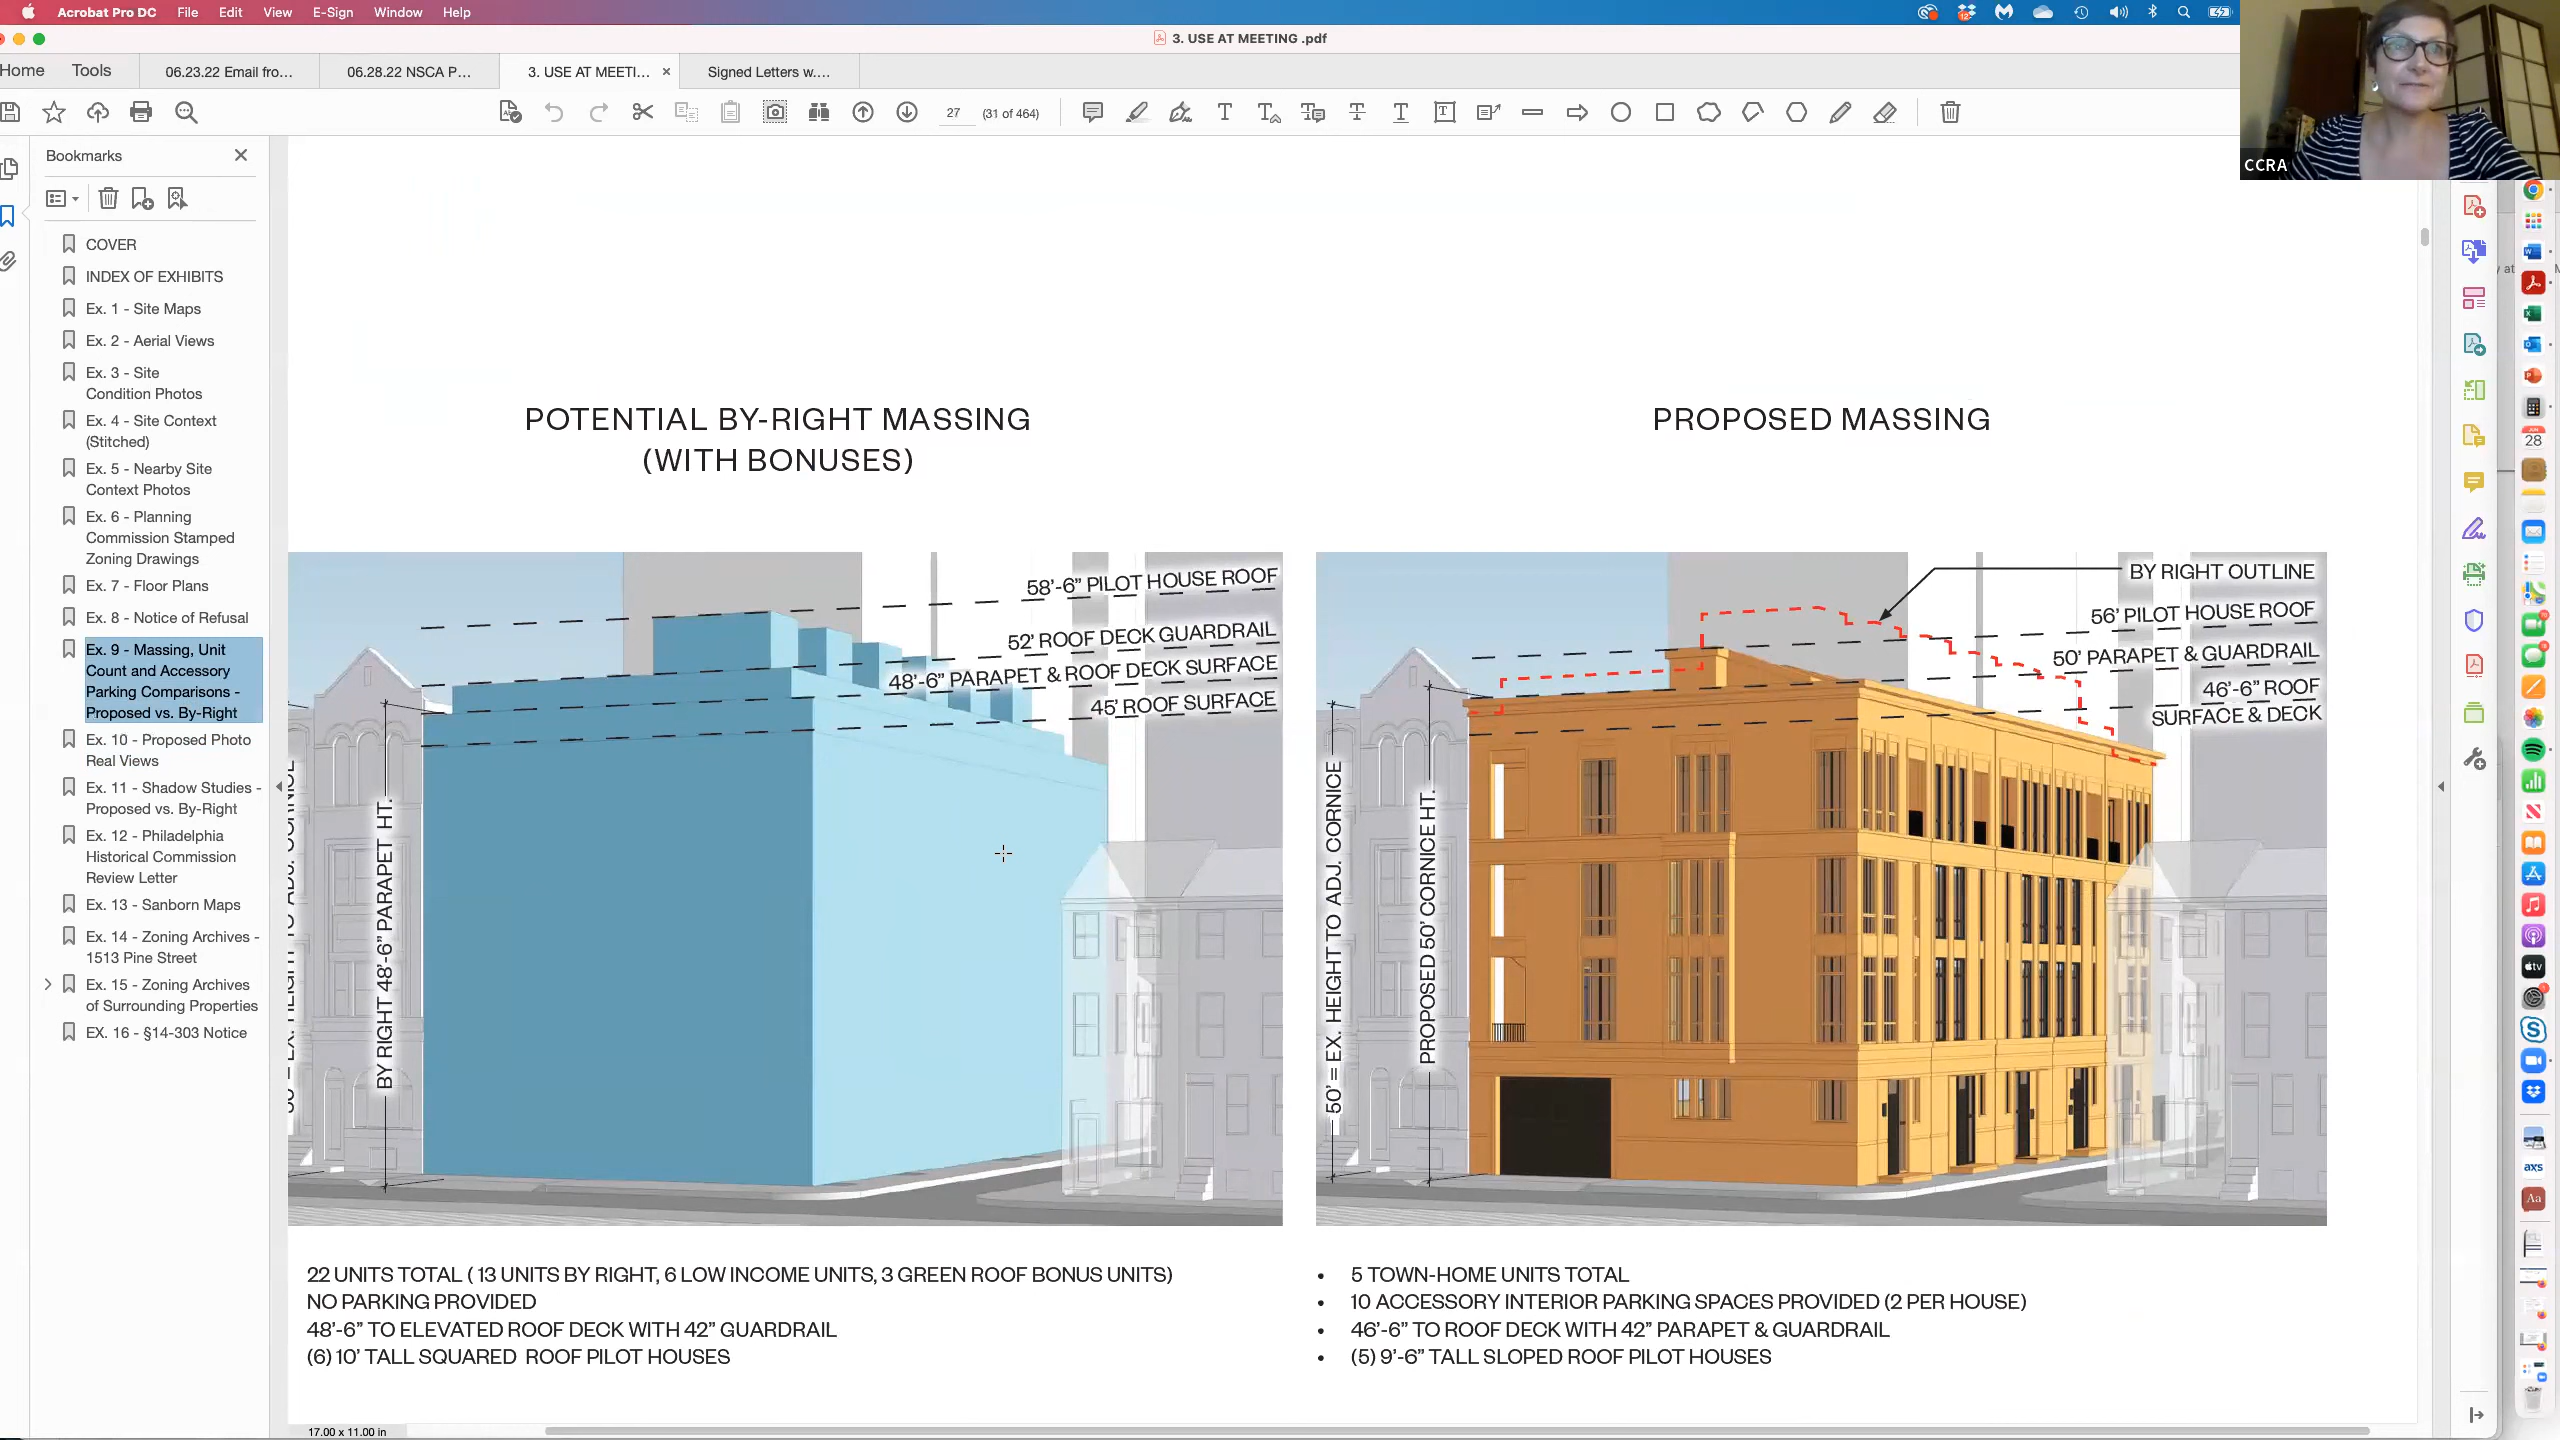 Acrobat Pro DC File Edit View E-Sign Window Help
3. USE AT MEETING .pdf
Home Tools 06.23.22 Email fro... 06.28.22 NSCA P... 3. USE AT MEETI... × Signed Letters w....
27 (31 of 464)
CCRA
Bookmarks
COVER
INDEX OF EXHIBITS
Ex. 1 - Site Maps
Ex. 2 - Aerial Views
Ex. 3 - Site
Condition Photos
Ex. 4 - Site Context
(Stitched)
Ex. 5 - Nearby Site
Context Photos
Ex. 6 - Planning
Commission Stamped
Zoning Drawings
Ex. 7 - Floor Plans
Ex. 8 - Notice of Refusal
Ex. 9 - Massing, Unit
Count and Accessory
Parking Comparisons -
Proposed vs. By-Right
Ex. 10 - Proposed Photo
Real Views
Ex. 11 - Shadow Studies -
Proposed vs. By-Right
Ex. 12 - Philadelphia
Historical Commission
Review Letter
Ex. 13 - Sanborn Maps
Ex. 14 - Zoning Archives -
1513 Pine Street
Ex. 15 - Zoning Archives
of Surrounding Properties
EX. 16 - §14-303 Notice
POTENTIAL BY-RIGHT MASSING
(WITH BONUSES)
58'-6" PILOT HOUSE ROOF
52' ROOF DECK GUARDRAIL
48'-6" PARAPET & ROOF DECK SURFACE
45' ROOF SURFACE
BY RIGHT 48'-6" PARAPET HT.
22 UNITS TOTAL ( 13 UNITS BY RIGHT, 6 LOW INCOME UNITS, 3 GREEN ROOF BONUS UNITS)
NO PARKING PROVIDED
48'-6" TO ELEVATED ROOF DECK WITH 42" GUARDRAIL
(6) 10' TALL SQUARED ROOF PILOT HOUSES
PROPOSED MASSING
BY RIGHT OUTLINE
56' PILOT HOUSE ROOF
50' PARAPET & GUARDRAIL
46'-6" ROOF
SURFACE & DECK
50' = EX. HEIGHT TO ADJ. CORNICE
PROPOSED 50' CORNICE HT.
• 5 TOWN-HOME UNITS TOTAL
• 10 ACCESSORY INTERIOR PARKING SPACES PROVIDED (2 PER HOUSE)
• 46'-6" TO ROOF DECK WITH 42" PARAPET & GUARDRAIL
• (5) 9'-6" TALL SLOPED ROOF PILOT HOUSES
17.00 x 11.00 in
28
tv
axs
Aa